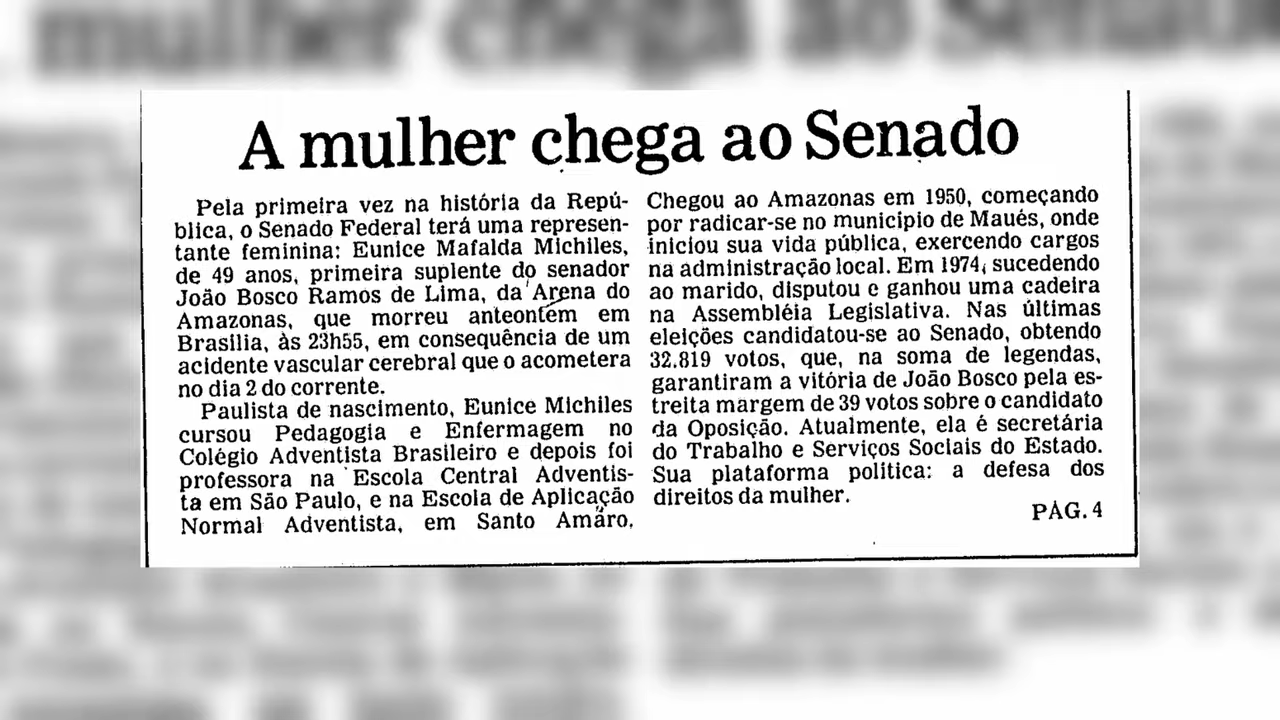 A mulher chega ao Senado
Pela primeira vez na história da Repú-
blica, o Senado Federal terá uma represen-
tante feminina: Eunice Mafalda Michiles,
de 49 anos, primeira suplente do senador
João Bosco Ramos de Lima, da Arena do
Amazonas, que morreu anteontem em
Brasília, às 23h55, em consequência de um
acidente vascular cerebral que o acometera
no dia 2 do corrente.
Paulista de nascimento, Eunice Michiles
cursou Pedagogia e Enfermagem no
Colégio Adventista Brasileiro e depois foi
professora na Escola Central Adventis-
ta em São Paulo, e na Escola de Aplicação
Normal Adventista, em Santo Amaro.
Chegou ao Amazonas em 1950, começando
por radicar-se no município de Maués, onde
iniciou sua vida pública, exercendo cargos
na administração local. Em 1974, sucedendo
ao marido, disputou e ganhou uma cadeira
na Assembléia Legislativa. Nas últimas
eleições candidatou-se ao Senado, obtendo
32.819 votos, que, na soma de legendas,
garantiram a vitória de João Bosco pela es-
treita margem de 39 votos sobre o candidato
da Oposição. Atualmente, ela é secretária
do Trabalho e Serviços Sociais do Estado.
Sua plataforma política: a defesa dos
direitos da mulher.
PÁG. 4